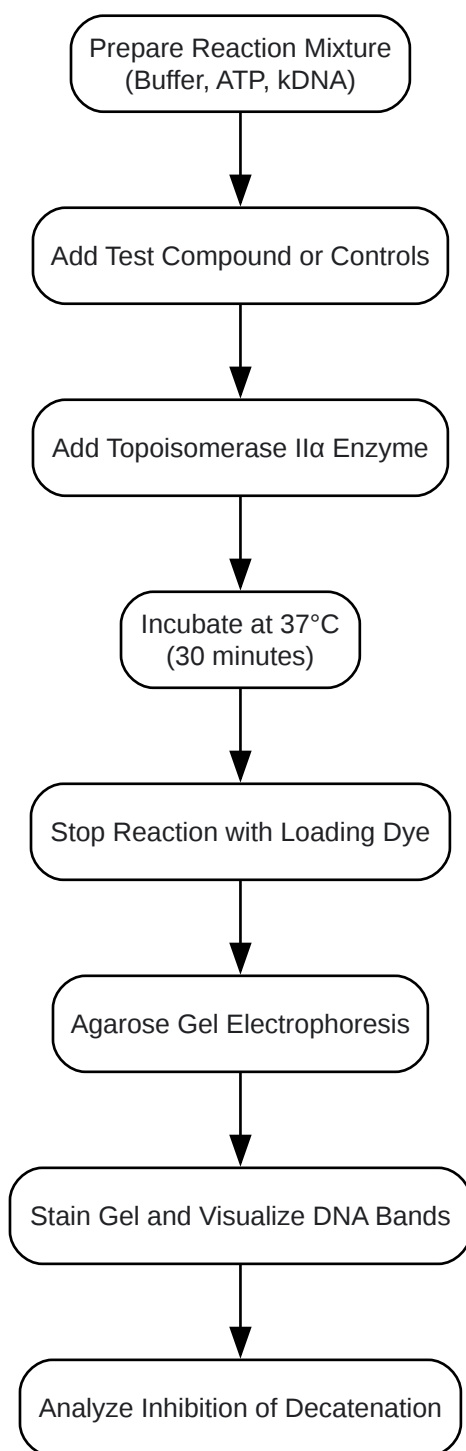 Prepare Reaction Mixture
(Buffer, ATP, kDNA)
Add Test Compound or Controls
Add Topoisomerase IIα Enzyme
Incubate at 37°C
(30 minutes)
Stop Reaction with Loading Dye
Agarose Gel Electrophoresis
Stain Gel and Visualize DNA Bands
Analyze Inhibition of Decatenation